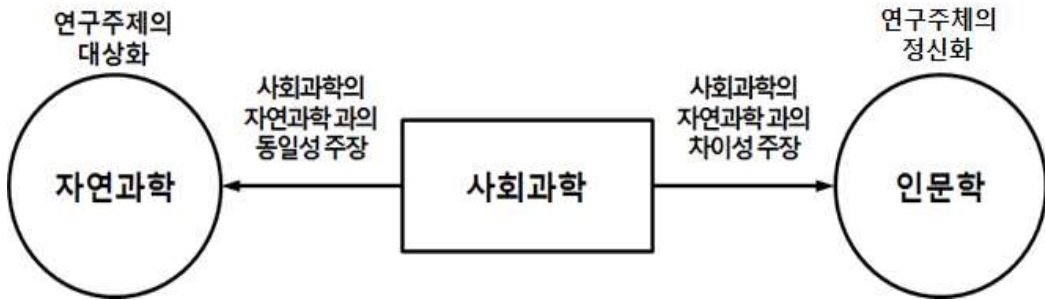 연구주제의
대상화
연구주체의
정신화
사회과학의
자연과학 과의
동일성 주장
사회과학의
자연과학 과의
차이성 주장
자연과학
사회과학
인문학